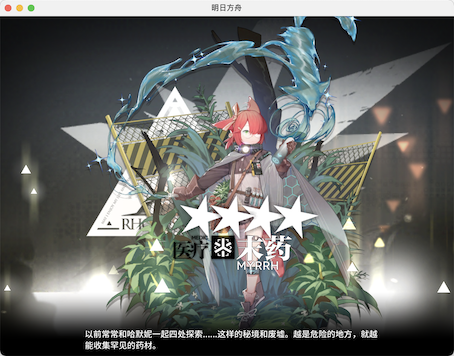 明日方舟
RH
医疗 末药
MYRRH
以前常常和哈默妮一起四处探索......这样的秘境和废墟。越是危险的地方，就越
能收集罕见的药材。